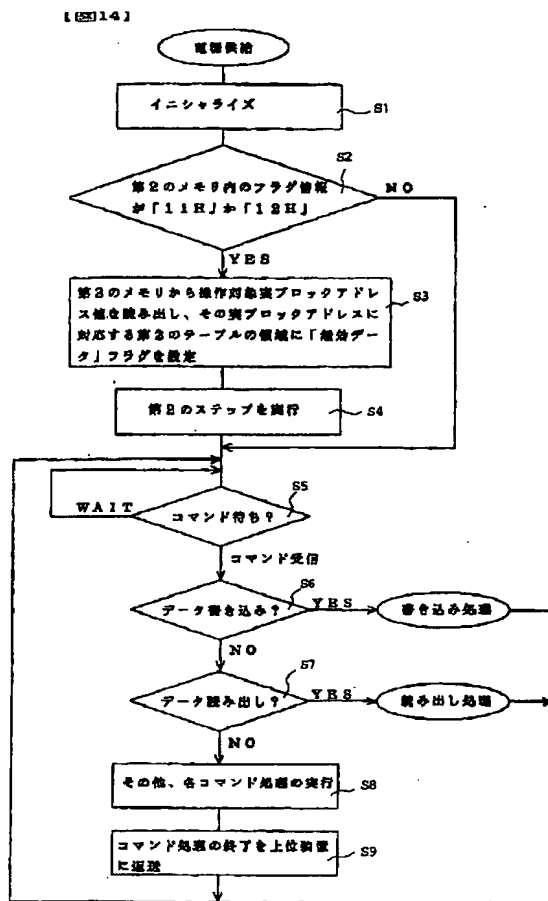 【図14】
電源供給
イニシャライズ
S1
S2
第2のメモリ内のフラグ情報
が「11H」か「12H」
NO
YES
第2のメモリから操作対象実ブロックアドレ
ス値を読み出し、その実ブロックアドレスに
対応する第2のテーブルの領域に「無効デー
タ」フラグを設定
S3
第2のステップを実行
S4
WAIT
コマンド待ち?
S5
コマンド受信
データ書き込み?
S6
YES
書き込み処理
NO
データ読み出し?
S7
YES
読み出し処理
NO
その他、各コマンド処理の実行
S8
コマンド処理の終了を上位装置
に返送
S9